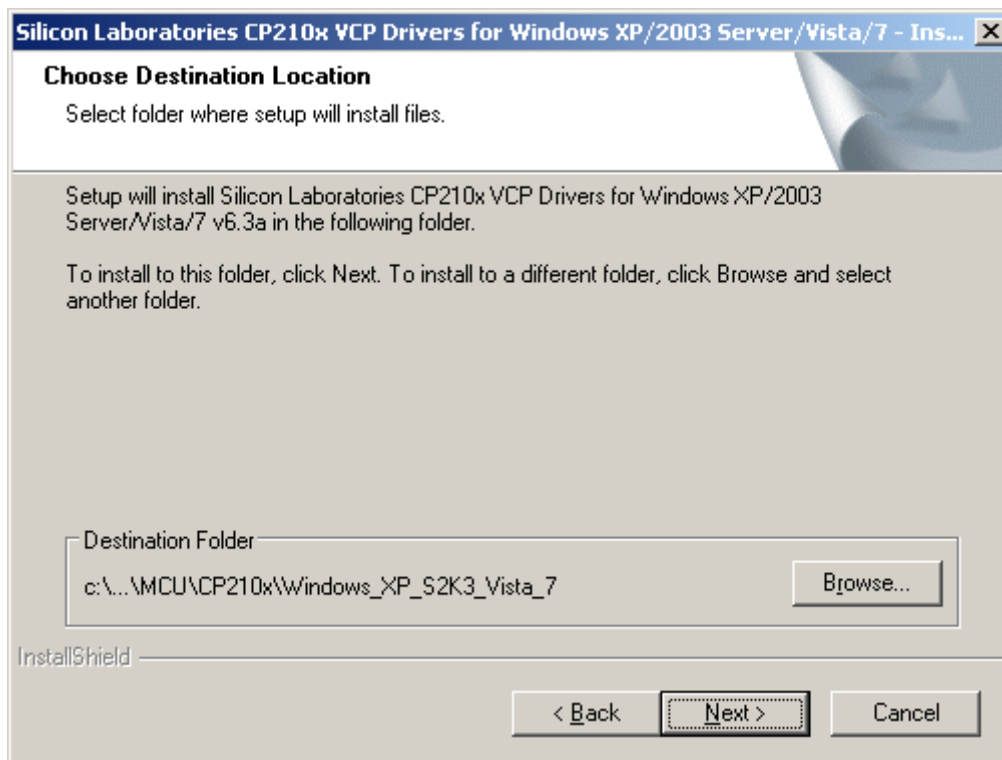 Silicon Laboratories CP210x VCP Drivers for Windows XP/2003 Server/Vista/7 - Ins...
Choose Destination Location
Select folder where setup will install files.
Setup will install Silicon Laboratories CP210x VCP Drivers for Windows XP/2003
Server/Vista/7 v6.3a in the following folder.
To install to this folder, click Next. To install to a different folder, click Browse and select
another folder.
Destination Folder
c:\...\MCU\CP210x\Windows_XP_S2K3_Vista_7
Browse...
InstallShield
< Back
Next >
Cancel